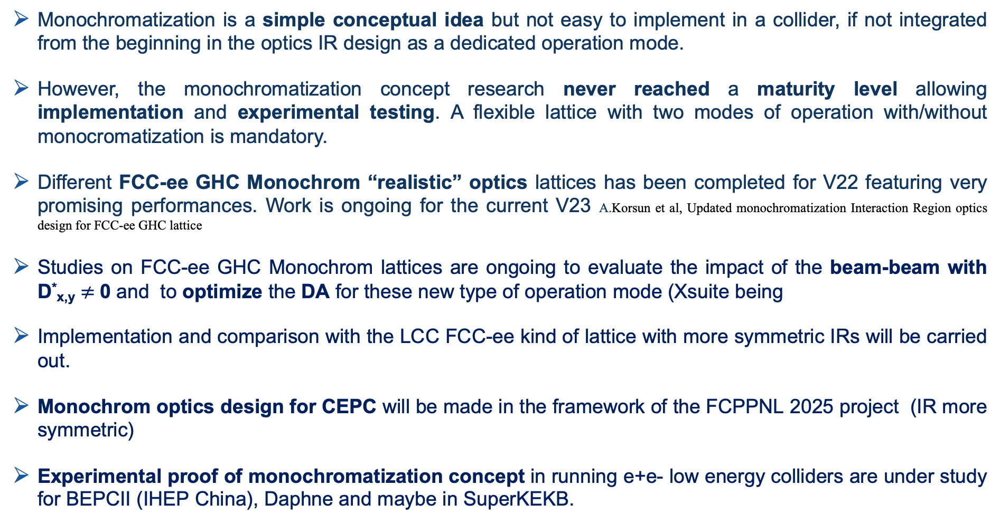 ➢ Monochromatization is a simple conceptual idea but not easy to implement in a collider, if not integrated
from the beginning in the optics IR design as a dedicated operation mode.
➢ However, the monochromatization concept research never reached a maturity level allowing
implementation and experimental testing. A flexible lattice with two modes of operation with/without
monocromatization is mandatory.
➢ Different FCC-ee GHC Monochrom “realistic” optics lattices has been completed for V22 featuring very
promising performances. Work is ongoing for the current V23 A.Korsun et al, Updated monochromatization Interaction Region optics
design for FCC-ee GHC lattice
➢ Studies on FCC-ee GHC Monochrom lattices are ongoing to evaluate the impact of the beam-beam with
D*x,y ≠ 0 and to optimize the DA for these new type of operation mode (Xsuite being
➢ Implementation and comparison with the LCC FCC-ee kind of lattice with more symmetric IRs will be carried
out.
➢ Monochrom optics design for CEPC will be made in the framework of the FCPPNL 2025 project (IR more
symmetric)
➢ Experimental proof of monochromatization concept in running e+e- low energy colliders are under study
for BEPCII (IHEP China), Daphne and maybe in SuperKEKB.